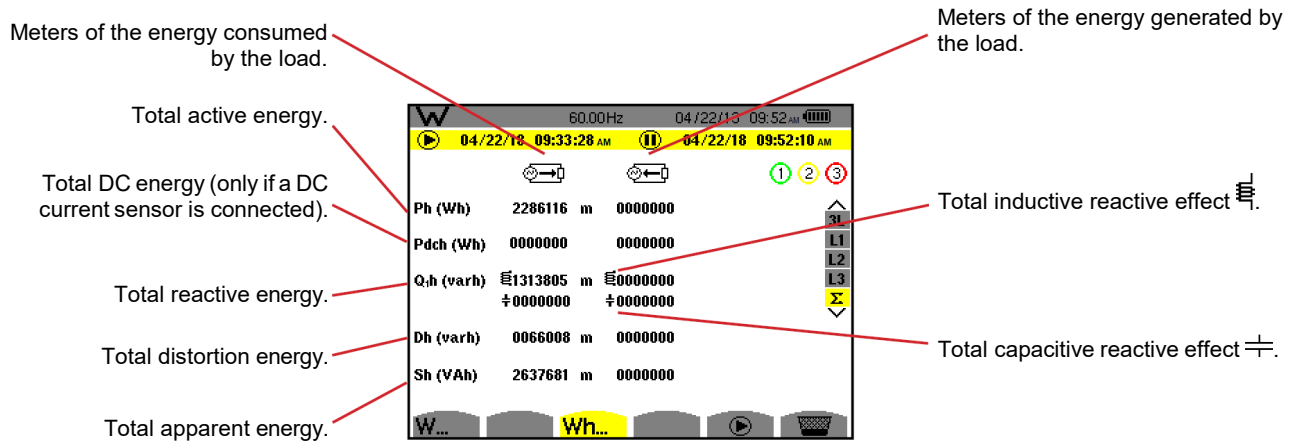 Meters of the energy consumed
by the load.
Meters of the energy generated by
the load.
Total active energy.
Total DC energy (only if a DC
current sensor is connected).
Total reactive energy.
Total distortion energy.
Total apparent energy.
W 60.00Hz 04/22/13 09:52 AM
04/22/18 09:33:28 AM 04/22/18 09:52:10 AM
1 2 3
Ph (Wh) 2286116 m 0000000
Pdch (Wh) 0000000 0000000
Q₁h (varh) 1313805 m 0000000
0000000 0000000
Dh (varh) 0066008 m 0000000
Sh (VAh) 2637681 m 0000000
3L
L1
L2
L3
Σ
W... Wh...
Total inductive reactive effect .
Total capacitive reactive effect .